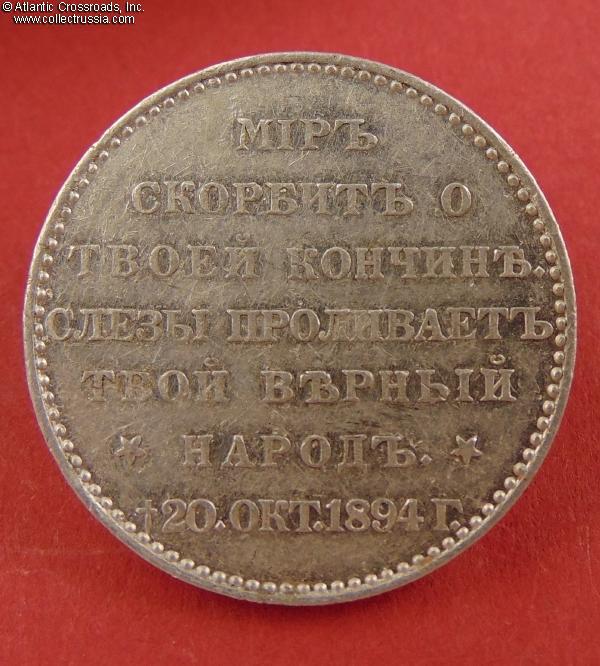 © Atlantic Crossroads, Inc.
www.collectrussia.com
МІРЪ
СКОРБИТЪ О
ТВОЕЙ КОНЧИНѢ.
СЛЕЗЫ ПРОЛИВАЕТЪ
ТВОЙ ВѢРНЫЙ
★ НАРОДЪ. ★
† 20. ОКТ. 1894 Г.